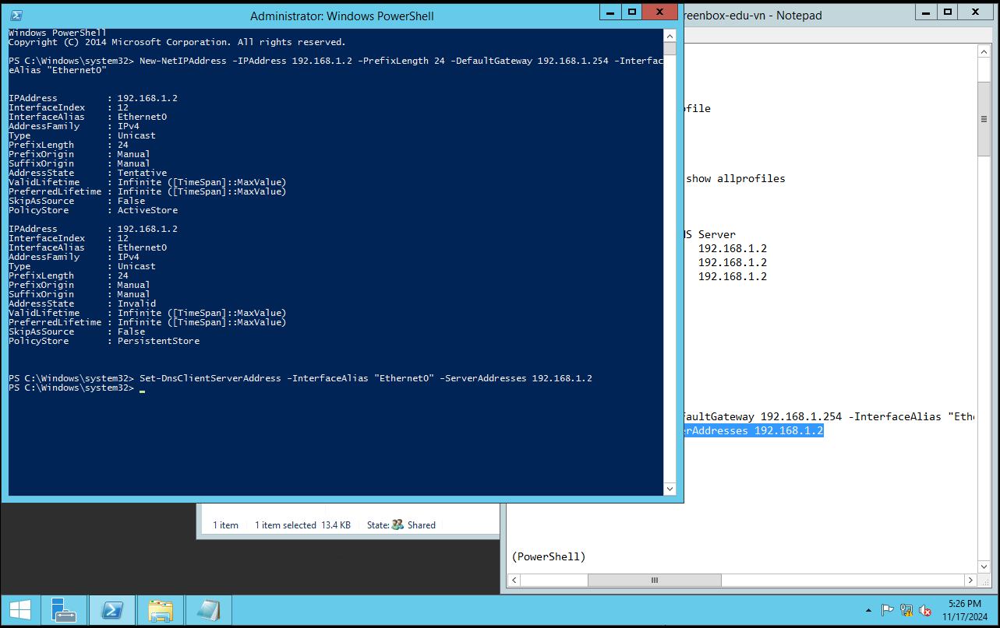 Administrator: Windows PowerShell
Windows PowerShell
Copyright (C) 2014 Microsoft Corporation. All rights reserved.
PS C:\Windows\system32> New-NetIPAddress -IPAddress 192.168.1.2 -PrefixLength 24 -DefaultGateway 192.168.1.254 -Interfac
eAlias "Ethernet0"
IPAddress : 192.168.1.2
InterfaceIndex : 12
InterfaceAlias : Ethernet0
AddressFamily : IPv4
Type : Unicast
PrefixLength : 24
PrefixOrigin : Manual
SuffixOrigin : Manual
AddressState : Tentative
ValidLifetime : Infinite ([TimeSpan]::MaxValue)
PreferredLifetime : Infinite ([TimeSpan]::MaxValue)
SkipAsSource : False
PolicyStore : ActiveStore
IPAddress : 192.168.1.2
InterfaceIndex : 12
InterfaceAlias : Ethernet0
AddressFamily : IPv4
Type : Unicast
PrefixLength : 24
PrefixOrigin : Manual
SuffixOrigin : Manual
AddressState : Invalid
ValidLifetime : Infinite ([TimeSpan]::MaxValue)
PreferredLifetime : Infinite ([TimeSpan]::MaxValue)
SkipAsSource : False
PolicyStore : PersistentStore
PS C:\Windows\system32> Set-DnsClientServerAddress -InterfaceAlias "Ethernet0" -ServerAddresses 192.168.1.2
PS C:\Windows\system32>
reenbox-edu-vn - Notepad
ofile
show allprofiles
NS Server
192.168.1.2
192.168.1.2
192.168.1.2
faultGateway 192.168.1.254 -InterfaceAlias "Ethe
erAddresses 192.168.1.2
(PowerShell)
1 item 1 item selected 13.4 KB State: Shared
5:26 PM
11/17/2024